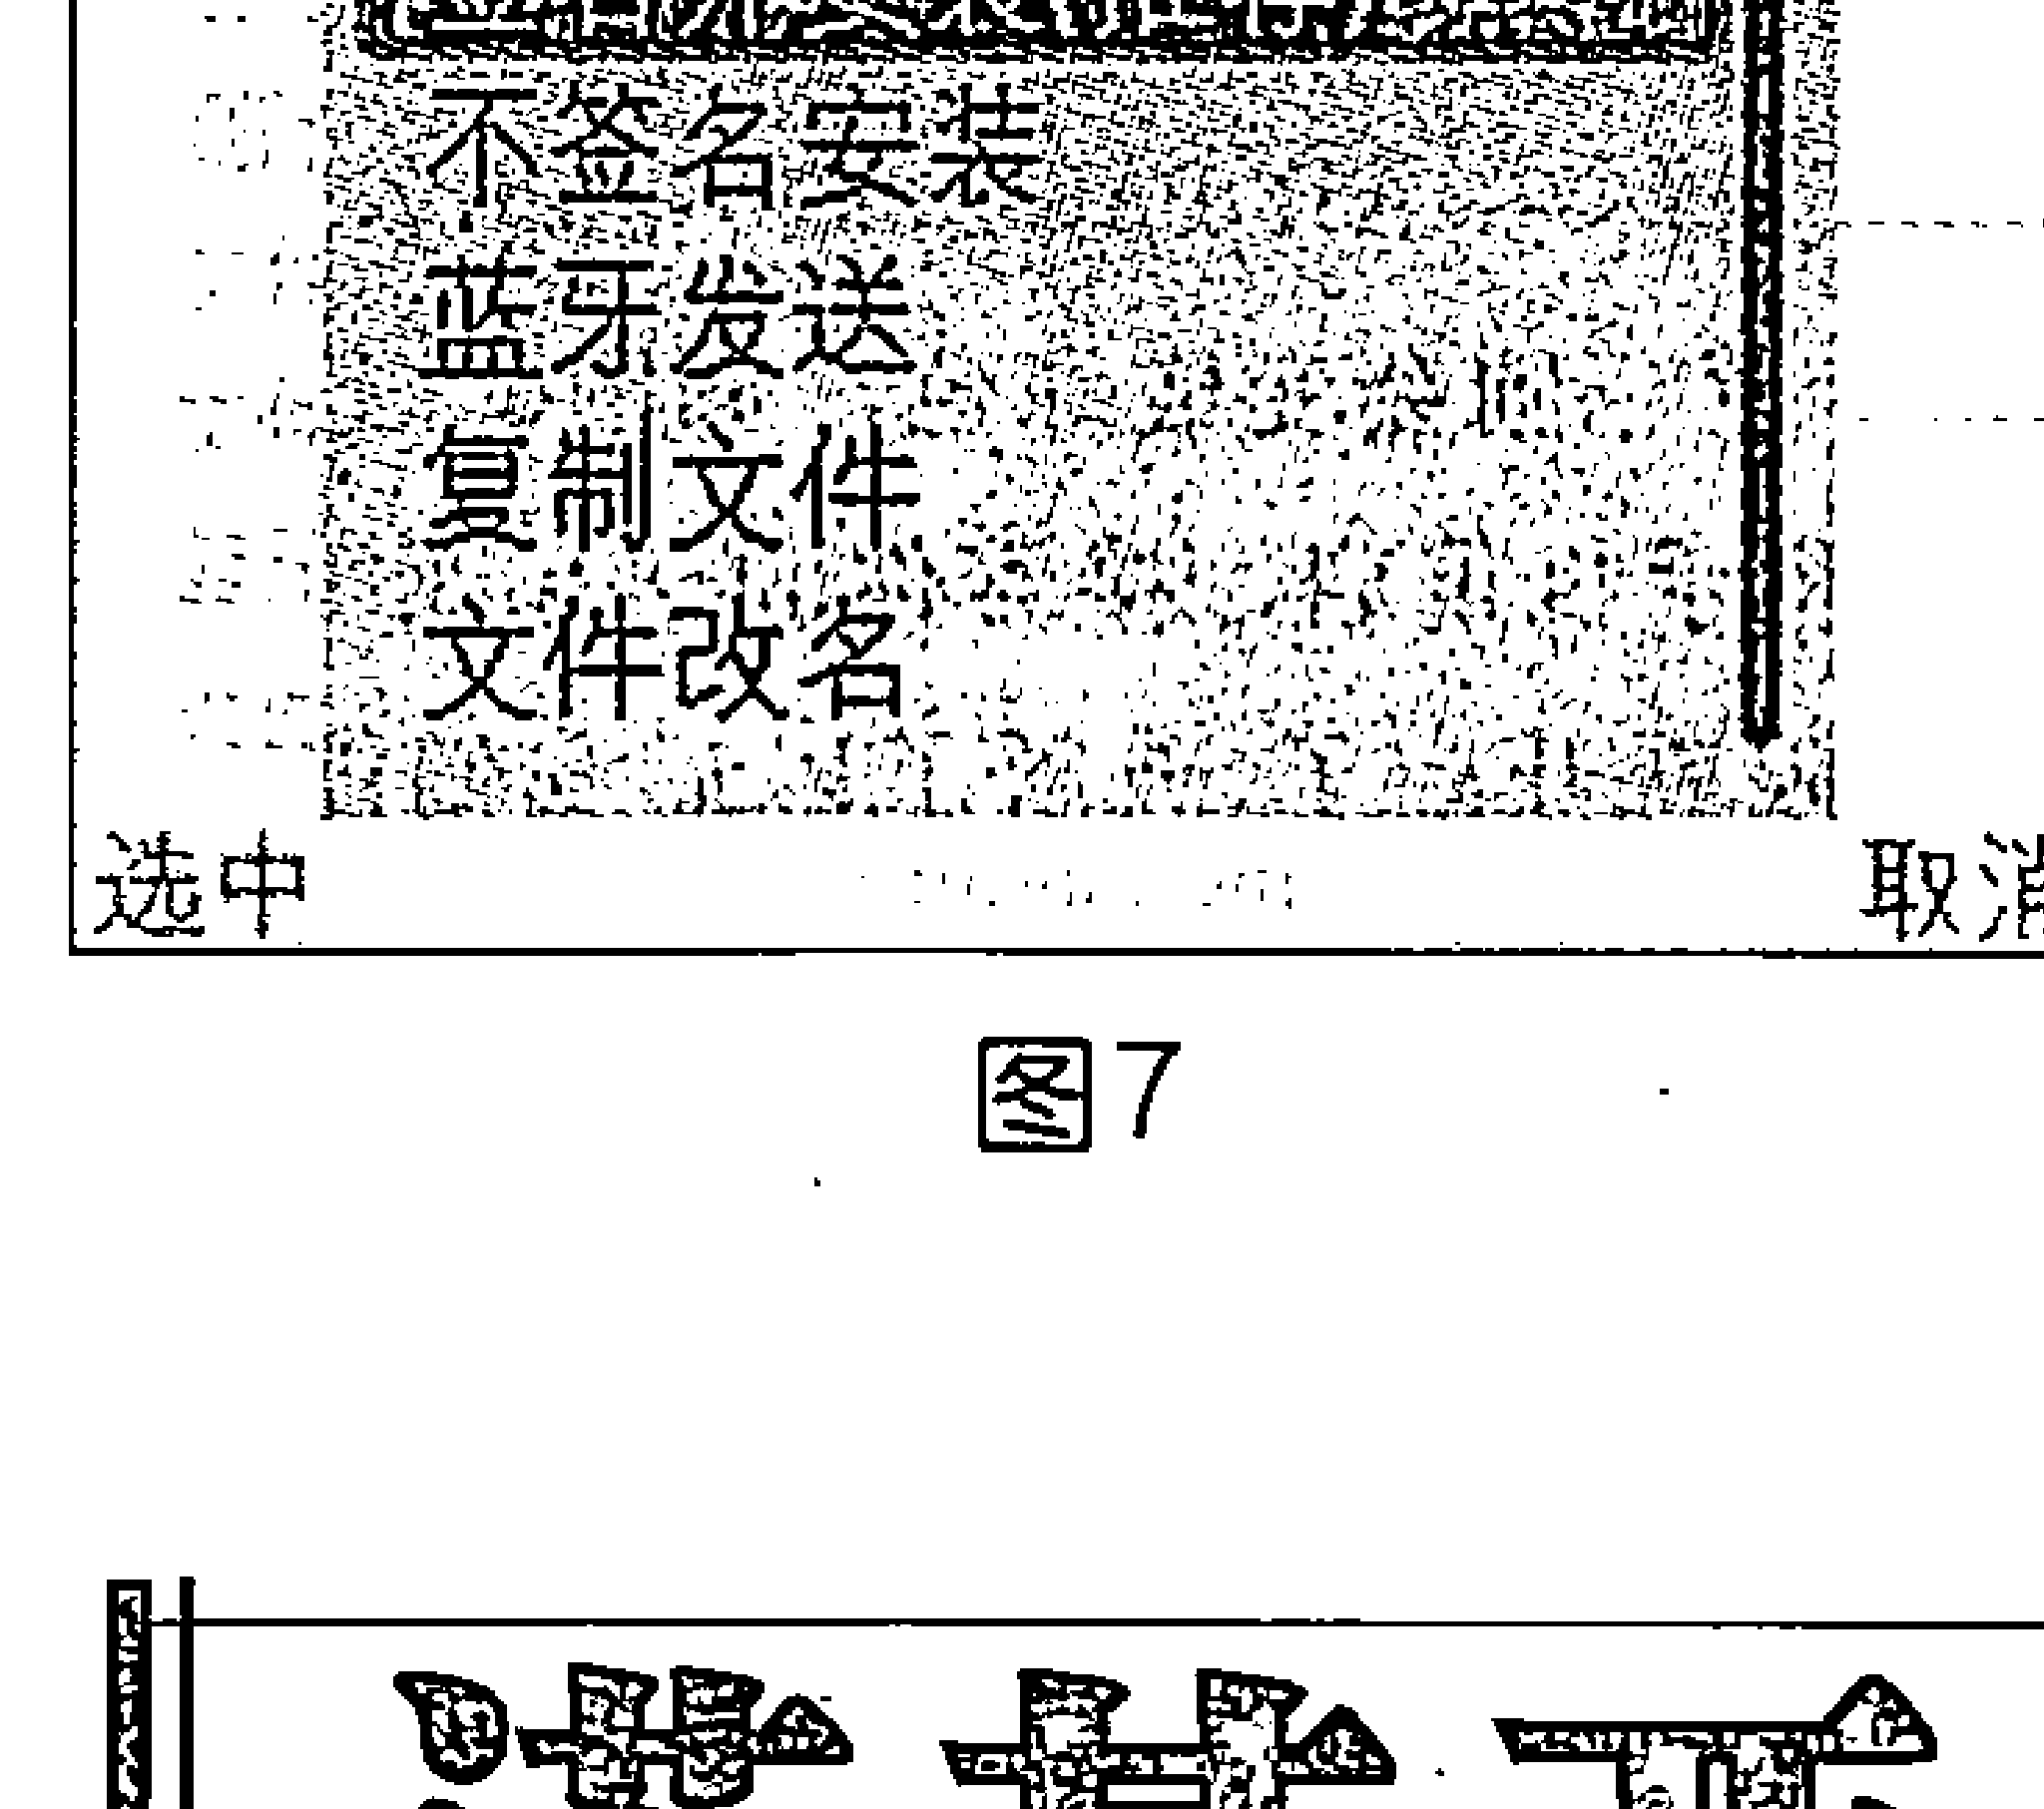 不签名安装
蓝牙发送
复制文件
文件改名
选中 取消
图7